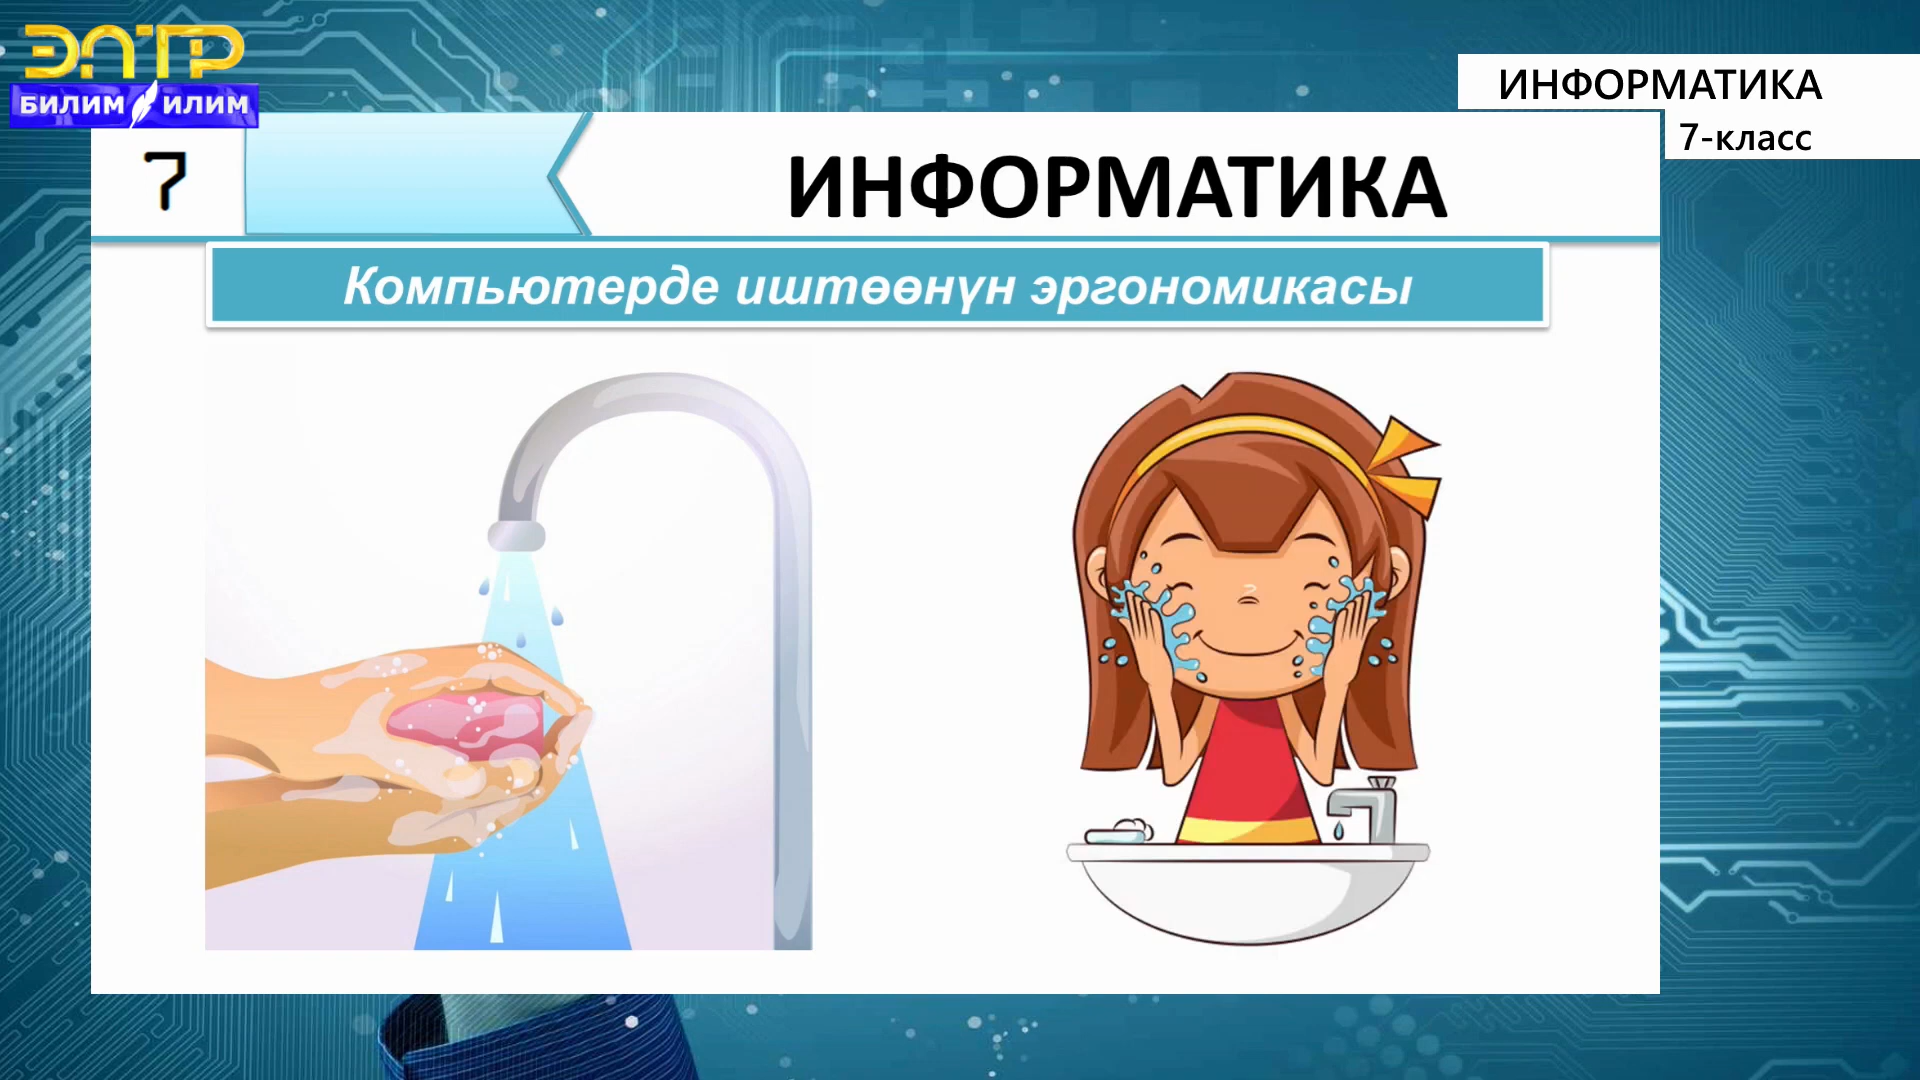 ЭЛТР
БИЛИМ ИЛИМ
ИНФОРМАТИКА
7-класс
7
ИНФОРМАТИКА
Компьютерде иштөөнүн эргономикасы